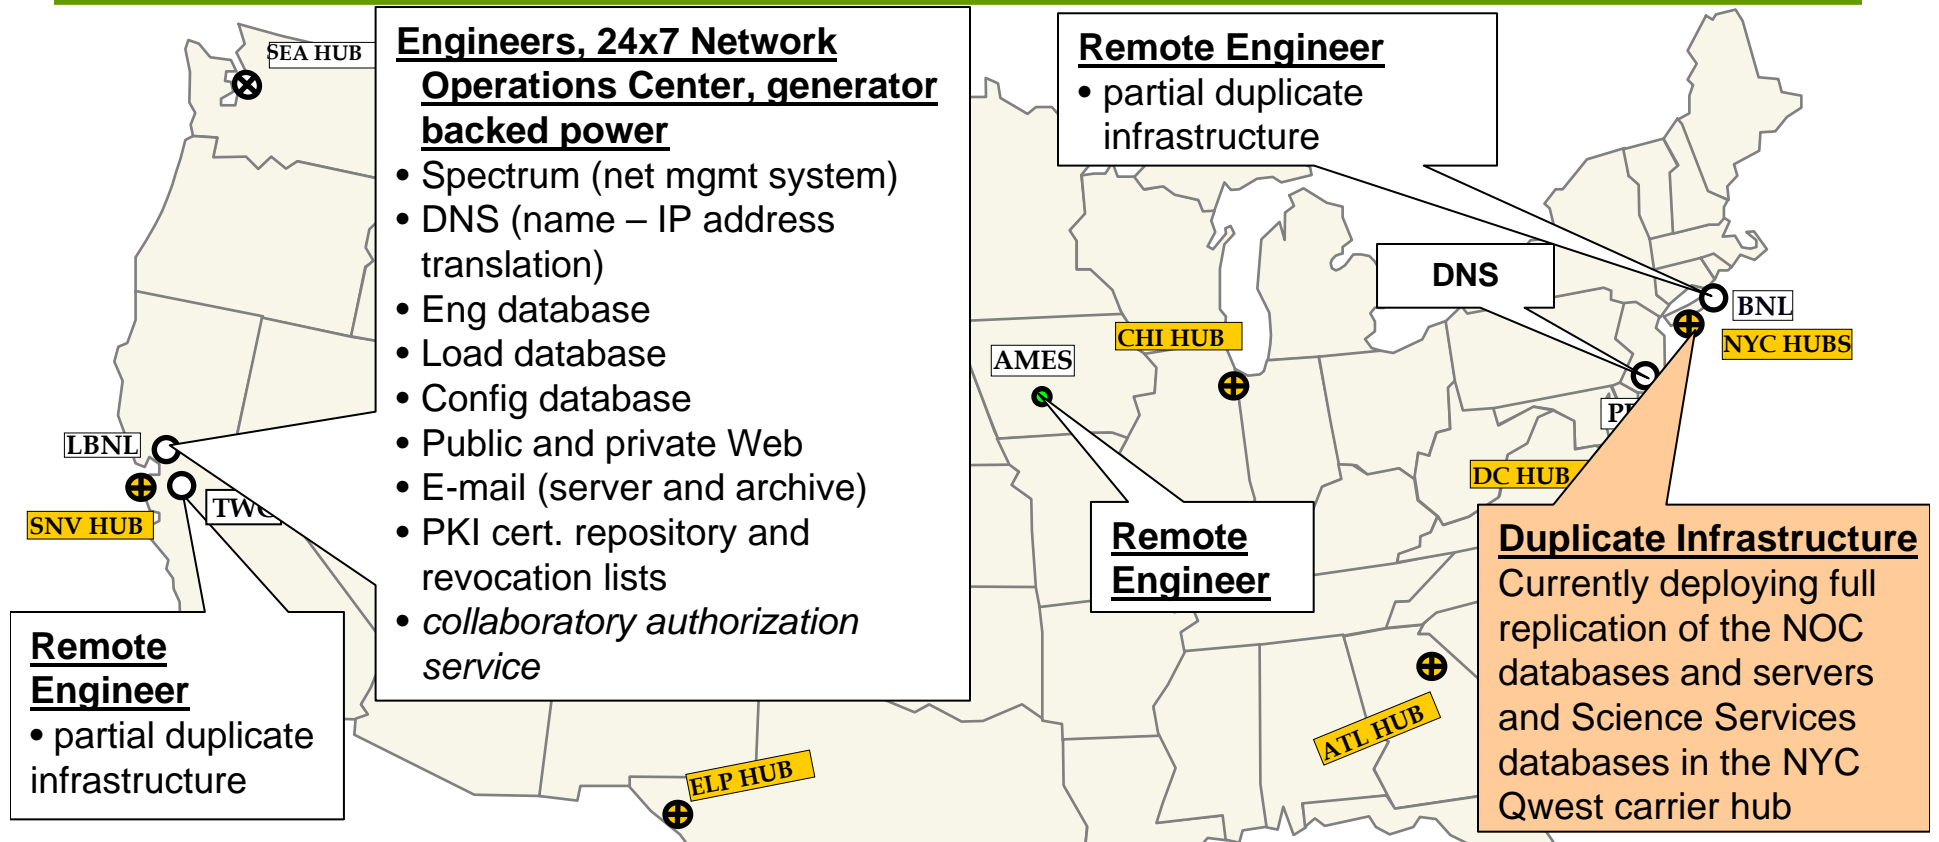 SEA HUB
Engineers, 24x7 Network
Operations Center, generator
backed power
• Spectrum (net mgmt system)
• DNS (name – IP address
translation)
• Eng database
• Load database
• Config database
• Public and private Web
• E-mail (server and archive)
• PKI cert. repository and
revocation lists
• collaboratory authorization
service
Remote Engineer
• partial duplicate
infrastructure
DNS
BNL
NYC HUBS
CHI HUB
AMES
LBNL
SNV HUB
DC HUB
Remote
Engineer
Duplicate Infrastructure
Currently deploying full
replication of the NOC
databases and servers
and Science Services
databases in the NYC
Qwest carrier hub
Remote
Engineer
• partial duplicate
infrastructure
ATL HUB
ELP HUB